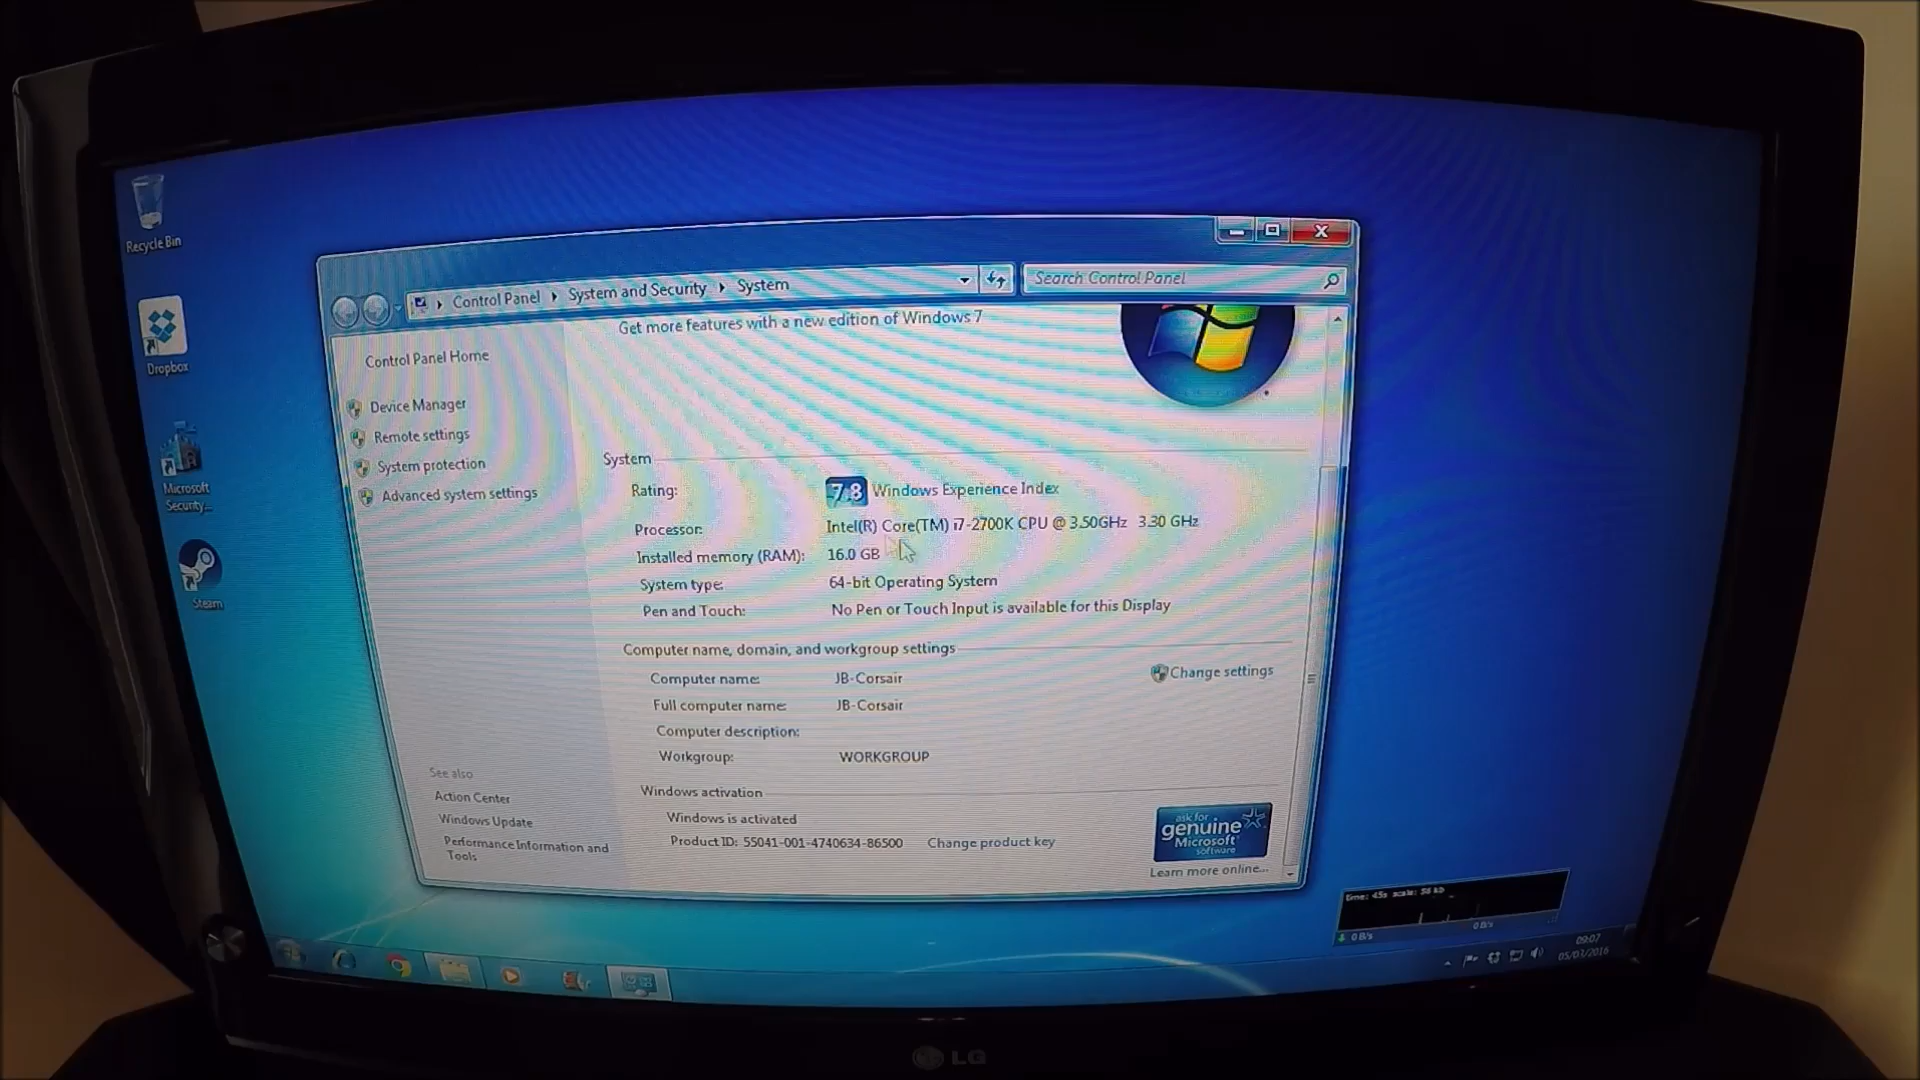 Recycle Bin
Dropbox
Microsoft
Security...
Steam
Control Panel
System and Security
System
Search Control Panel
Get more features with a new edition of Windows 7
Control Panel Home
Device Manager
Remote settings
System protection
Advanced system settings
System
Rating:
7.8 Windows Experience Index
Processor:
Intel(R) Core(TM) i7-2700K CPU @ 3.50GHz 3.30 GHz
Installed memory (RAM):
16.0 GB
System type:
64-bit Operating System
Pen and Touch:
No Pen or Touch Input is available for this Display
Computer name, domain, and workgroup settings
Computer name:
JB-Corsair
Change settings
Full computer name:
JB-Corsair
Computer description:
Workgroup:
WORKGROUP
Windows activation
Windows is activated
Product ID: 55041-001-4740634-86500
Change product key
See also
Action Center
Windows Update
Performance Information and
Tools
ask for
genuine
Microsoft
software
Learn more online...
time: 45s scale: 56 kb
0 B/s
0 B/s
09:07
LG